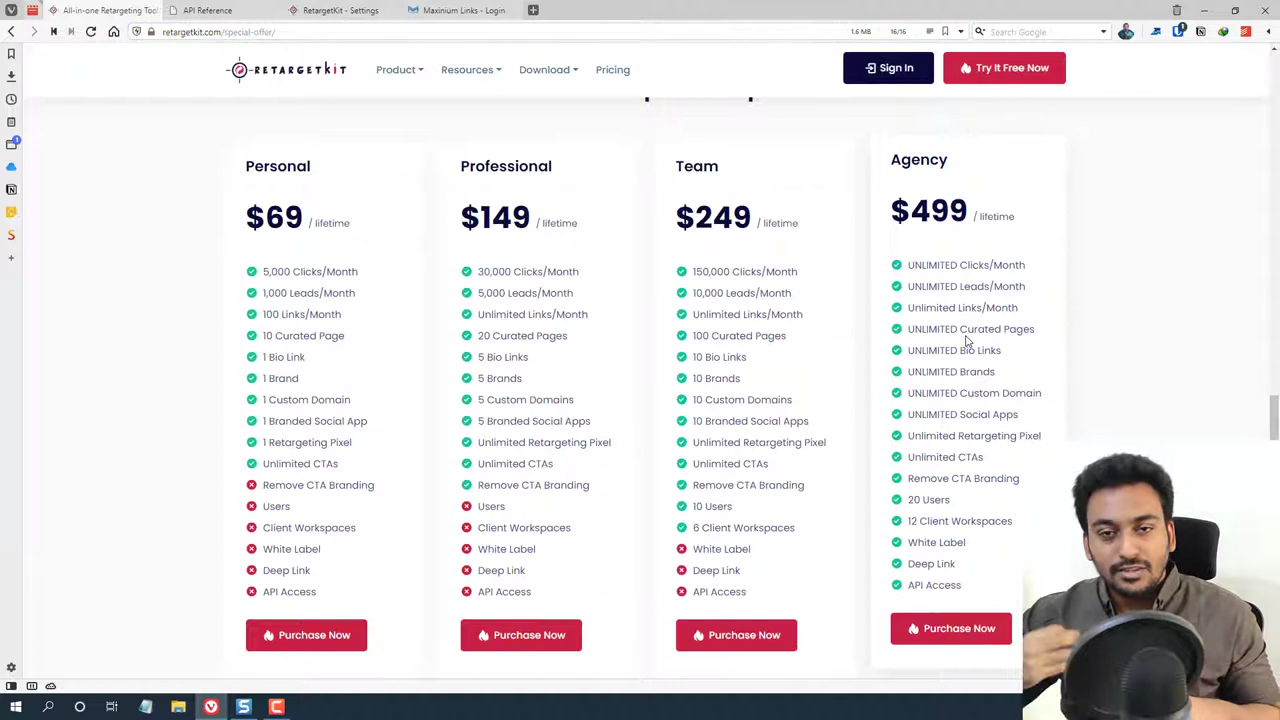 All-in-one Retargeting Tool
API Reference
RetargetKit - Settings
Maxinium Links - Login
retargetkit.com/special-offer/
1.6 MB
16/16
Search Google
RETARGETKIT
Product
Resources
Download
Pricing
Sign In
Try It Free Now
Personal
$69 / lifetime
5,000 Clicks/Month
1,000 Leads/Month
100 Links/Month
10 Curated Page
1 Bio Link
1 Brand
1 Custom Domain
1 Branded Social App
1 Retargeting Pixel
Unlimited CTAs
Remove CTA Branding
Users
Client Workspaces
White Label
Deep Link
API Access
Purchase Now
Professional
$149 / lifetime
30,000 Clicks/Month
5,000 Leads/Month
Unlimited Links/Month
20 Curated Pages
5 Bio Links
5 Brands
5 Custom Domains
5 Branded Social Apps
Unlimited Retargeting Pixel
Unlimited CTAs
Remove CTA Branding
Users
Client Workspaces
White Label
Deep Link
API Access
Purchase Now
Team
$249 / lifetime
150,000 Clicks/Month
10,000 Leads/Month
Unlimited Links/Month
100 Curated Pages
10 Bio Links
10 Brands
10 Custom Domains
10 Branded Social Apps
Unlimited Retargeting Pixel
Unlimited CTAs
Remove CTA Branding
10 Users
6 Client Workspaces
White Label
Deep Link
API Access
Purchase Now
Agency
$499 / lifetime
UNLIMITED Clicks/Month
UNLIMITED Leads/Month
Unlimited Links/Month
UNLIMITED Curated Pages
UNLIMITED Bio Links
UNLIMITED Brands
UNLIMITED Custom Domain
UNLIMITED Social Apps
Unlimited Retargeting Pixel
Unlimited CTAs
Remove CTA Branding
20 Users
12 Client Workspaces
White Label
Deep Link
API Access
Purchase Now